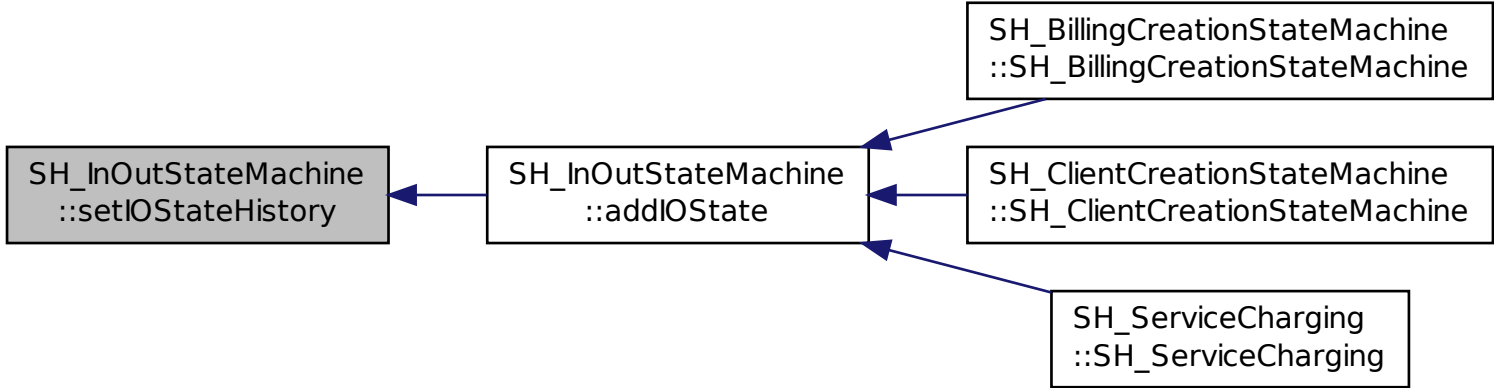 SH_InOutStateMachine
::setIOStateHistory
SH_InOutStateMachine
::addIOState
SH_BillingCreationStateMachine
::SH_BillingCreationStateMachine
SH_ClientCreationStateMachine
::SH_ClientCreationStateMachine
SH_ServiceCharging
::SH_ServiceCharging